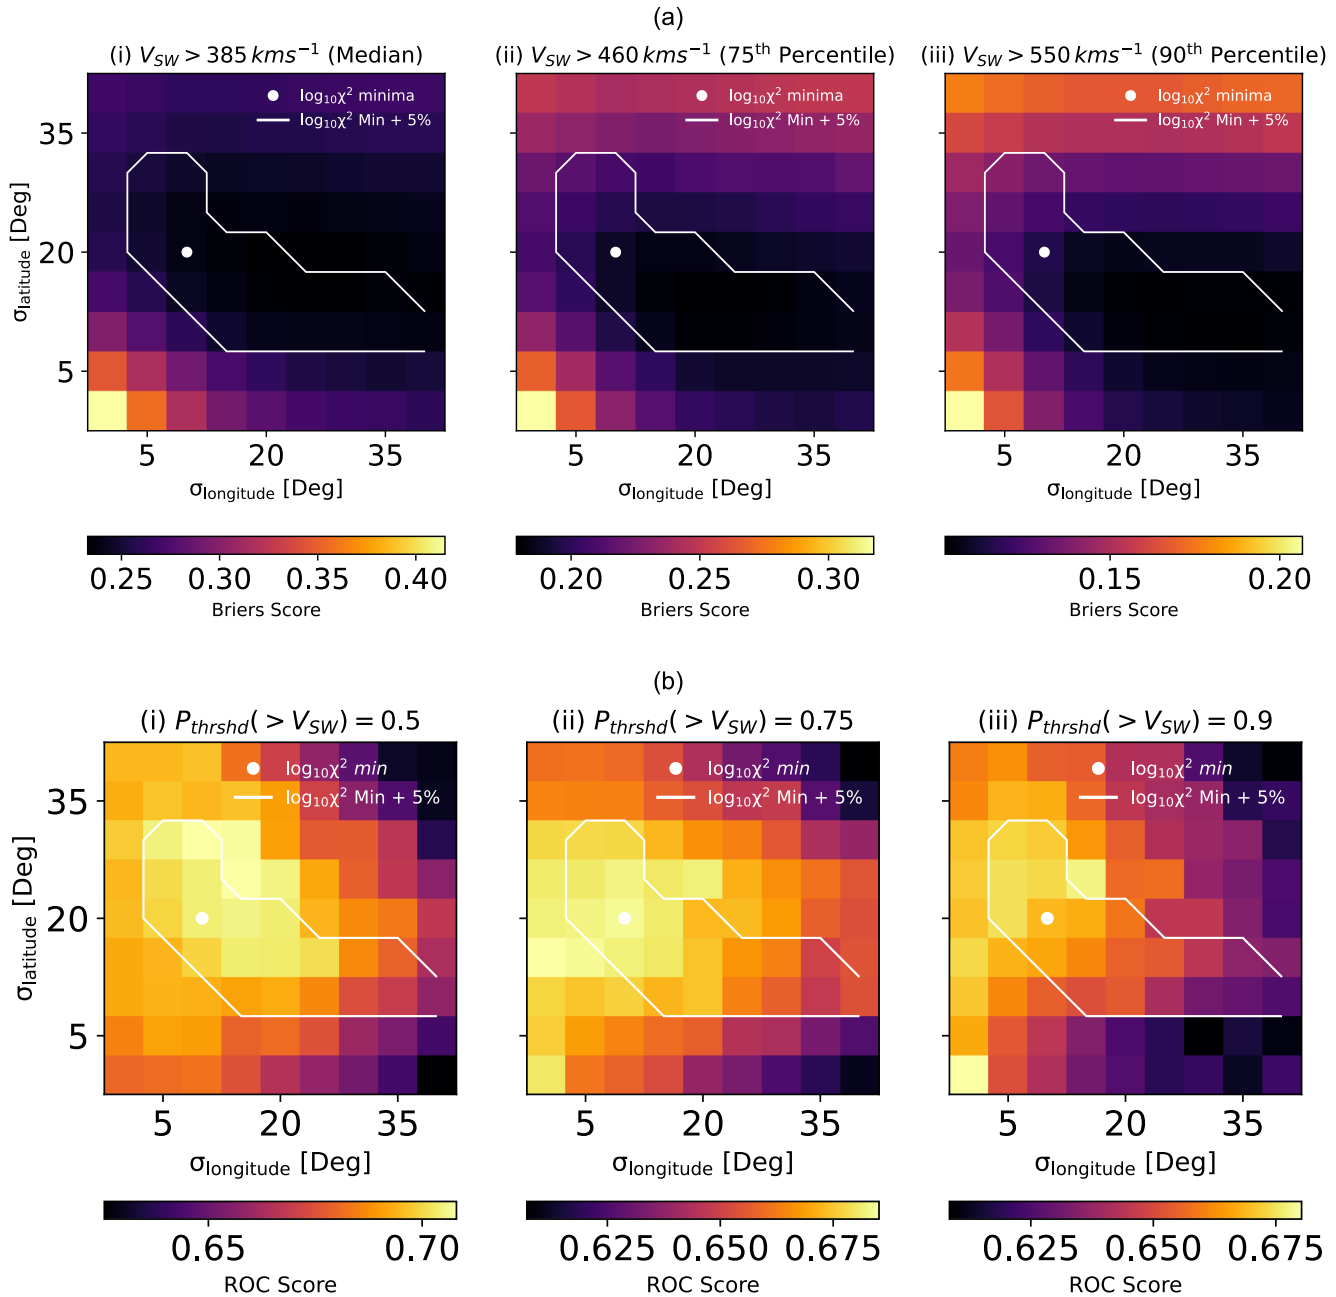 (a)
(i) V_SW > 385 kms⁻¹ (Median)
(ii) V_SW > 460 kms⁻¹ (75th Percentile)
(iii) V_SW > 550 kms⁻¹ (90th Percentile)
log₁₀χ² minima
log₁₀χ² Min + 5%
log₁₀χ² minima
log₁₀χ² Min + 5%
log₁₀χ² minima
log₁₀χ² Min + 5%
σ_latitude [Deg]
35
20
5
5 20 35
5 20 35
5 20 35
σ_longitude [Deg]
σ_longitude [Deg]
σ_longitude [Deg]
0.25 0.30 0.35 0.40
0.20 0.25 0.30
0.15 0.20
Briers Score
Briers Score
Briers Score
(b)
(i) P_thrshd(> V_SW) = 0.5
(ii) P_thrshd(> V_SW) = 0.75
(iii) P_thrshd(> V_SW) = 0.9
log₁₀χ² min
log₁₀χ² Min + 5%
log₁₀χ² min
log₁₀χ² Min + 5%
log₁₀χ² min
log₁₀χ² Min + 5%
σ_latitude [Deg]
35
20
5
5 20 35
5 20 35
5 20 35
σ_longitude [Deg]
σ_longitude [Deg]
σ_longitude [Deg]
0.65 0.70
0.625 0.650 0.675
0.625 0.650 0.675
ROC Score
ROC Score
ROC Score